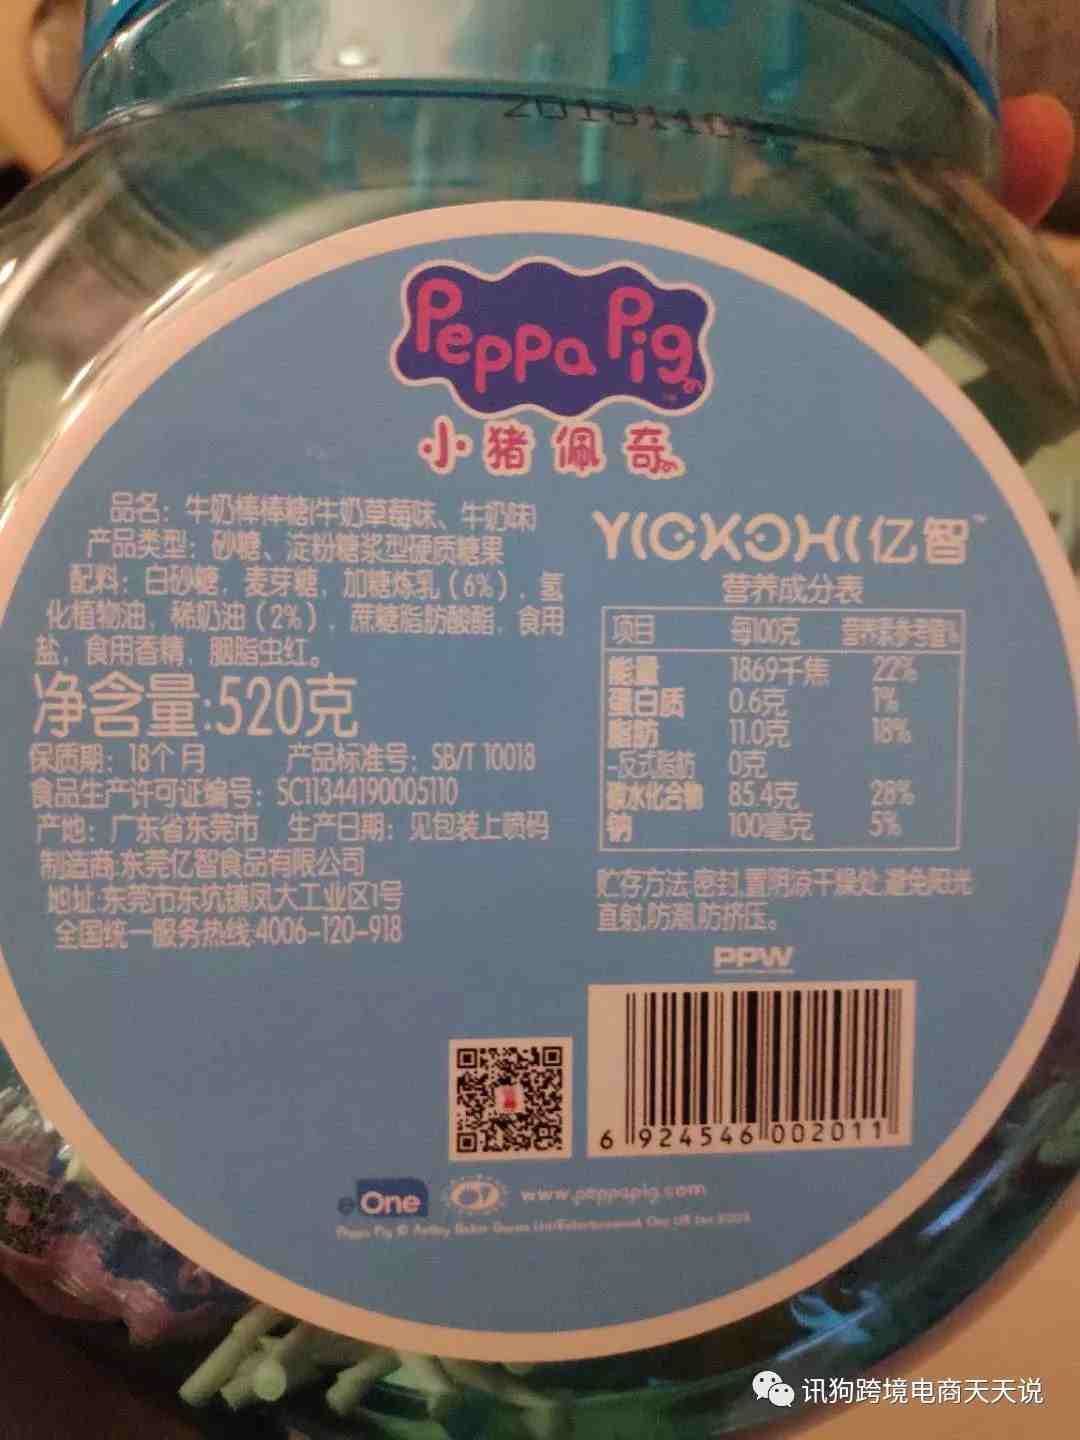 Peppa Pig
小猪佩奇
品名：牛奶棒棒糖(牛奶草莓味、牛奶味)
产品类型：砂糖、淀粉糖浆型硬质糖果
配料：白砂糖，麦芽糖，加糖炼乳（6%），氢
化植物油，稀奶油（2%），蔗糖脂肪酸酯，食用
盐，食用香精，胭脂虫红。
净含量:520克
保质期：18个月 产品标准号：SB/T 10018
食品生产许可证编号：SC11344190005110
产地：广东省东莞市 生产日期：见包装上喷码
制造商:东莞亿智食品有限公司
地址:东莞市东坑镇凤大工业区1号
全国统一服务热线:4006-120-918
YICKOHI亿智™
营养成分表
项目 每100克 营养素参考值%
能量 1869千焦 22%
蛋白质 0.6克 1%
脂肪 11.0克 18%
-反式脂肪 0克
碳水化合物 85.4克 28%
钠 100毫克 5%
贮存方法:密封,置阴凉干燥处,避免阳光
直射,防潮,防挤压。
PPW
6 924546 002011
eOne www.peppapig.com
讯狗跨境电商天天说